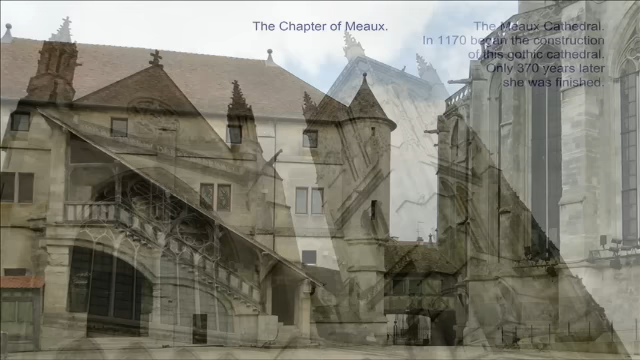 The Chapter of Meaux.
The Meaux Cathedral.
In 1170 began the construction
of this gothic cathedral.
Only 370 years later
she was finished.